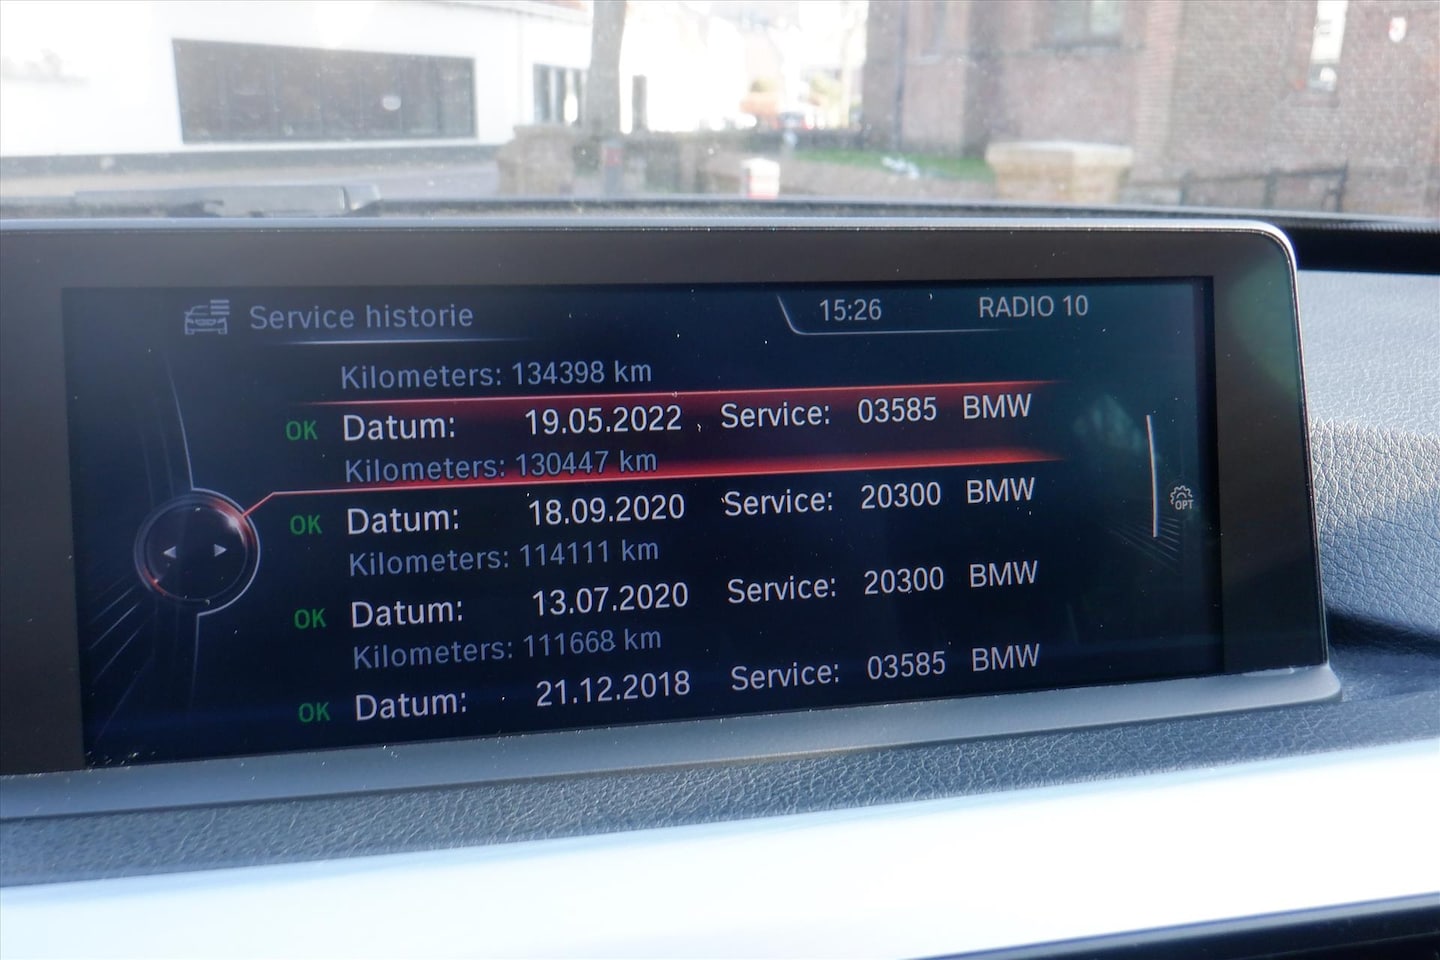 Service historie 15:26 RADIO 10
Kilometers: 134398 km
OK Datum: 19.05.2022 Service: 03585 BMW
Kilometers: 130447 km
OK Datum: 18.09.2020 Service: 20300 BMW
Kilometers: 114111 km
OPT
OK Datum: 13.07.2020 Service: 20300 BMW
Kilometers: 111668 km
OK Datum: 21.12.2018 Service: 03585 BMW